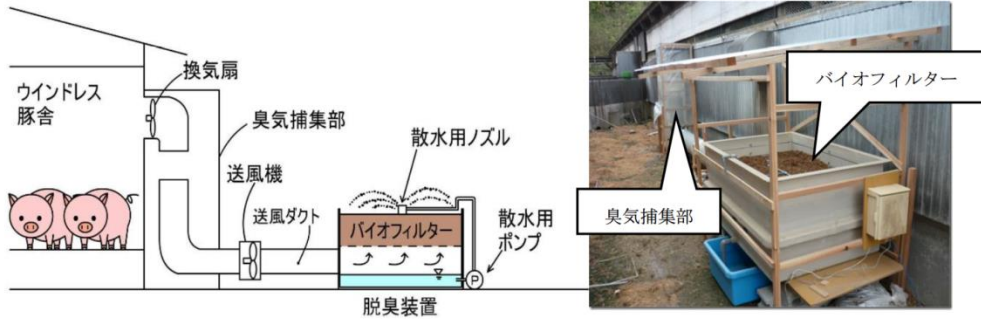 換気扇
ウインドレス
豚舎
臭気捕集部
送風機
送風ダクト
散水用ノズル
バイオフィルター
散水用
ポンプ
P
脱臭装置
バイオフィルター
臭気捕集部